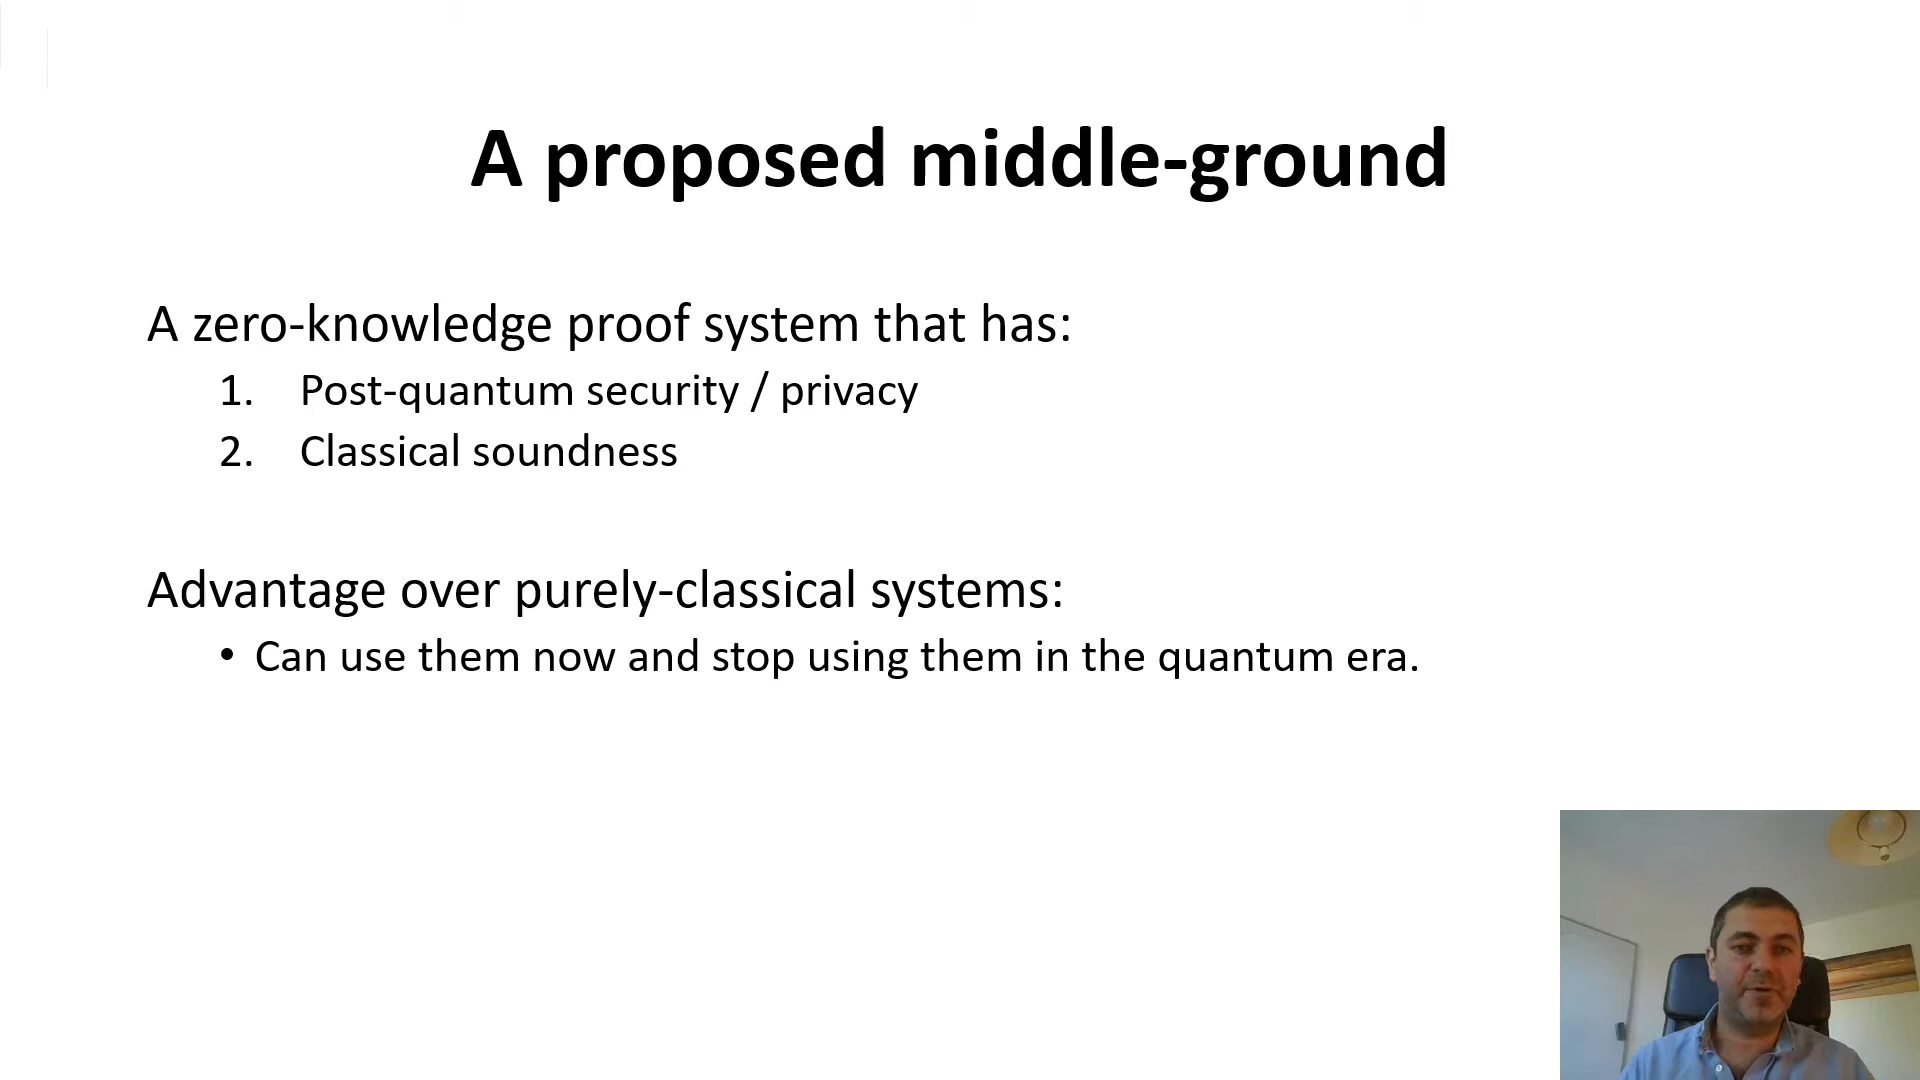 A proposed middle-ground
A zero-knowledge proof system that has:
1. Post-quantum security / privacy
2. Classical soundness
Advantage over purely-classical systems:
• Can use them now and stop using them in the quantum era.